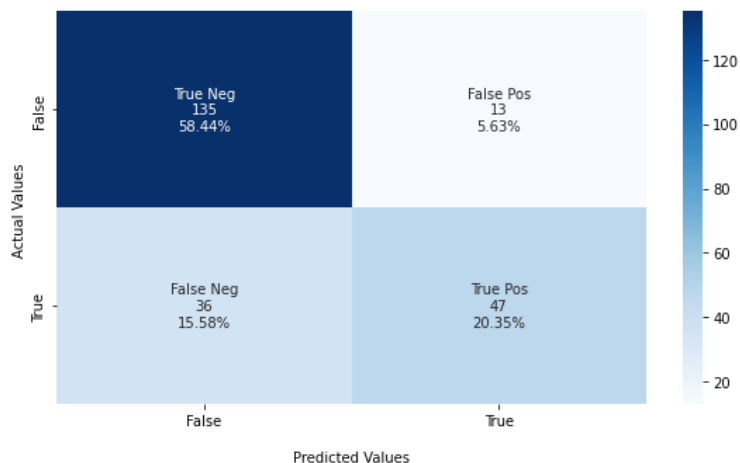 True Neg
135
58.44%
False Pos
13
5.63%
False Neg
36
15.58%
True Pos
47
20.35%
False
True
Actual Values
False
True
Predicted Values
120
100
80
60
40
20